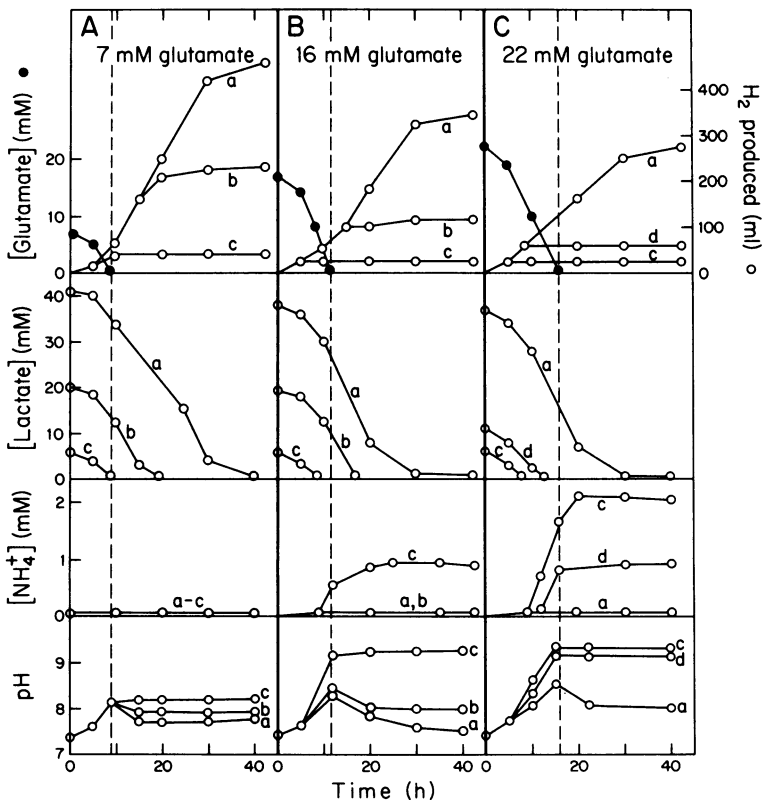 A
7 mM glutamate
B
16 mM glutamate
C
22 mM glutamate
[Glutamate] (mM) ●
20
10
0
a
b
c
a
b
c
a
d
c
400
300
200
100
0
H2 produced (ml) ○
[Lactate] (mM)
40
30
20
10
0
a
b
c
a
b
c
a
c
d
[NH4+] (mM)
2
1
0
a-c
c
a,b
c
d
a
pH
9
8
7
c
b
a
c
b
a
c
d
a
0
20
40
0
20
40
0
20
40
Time (h)